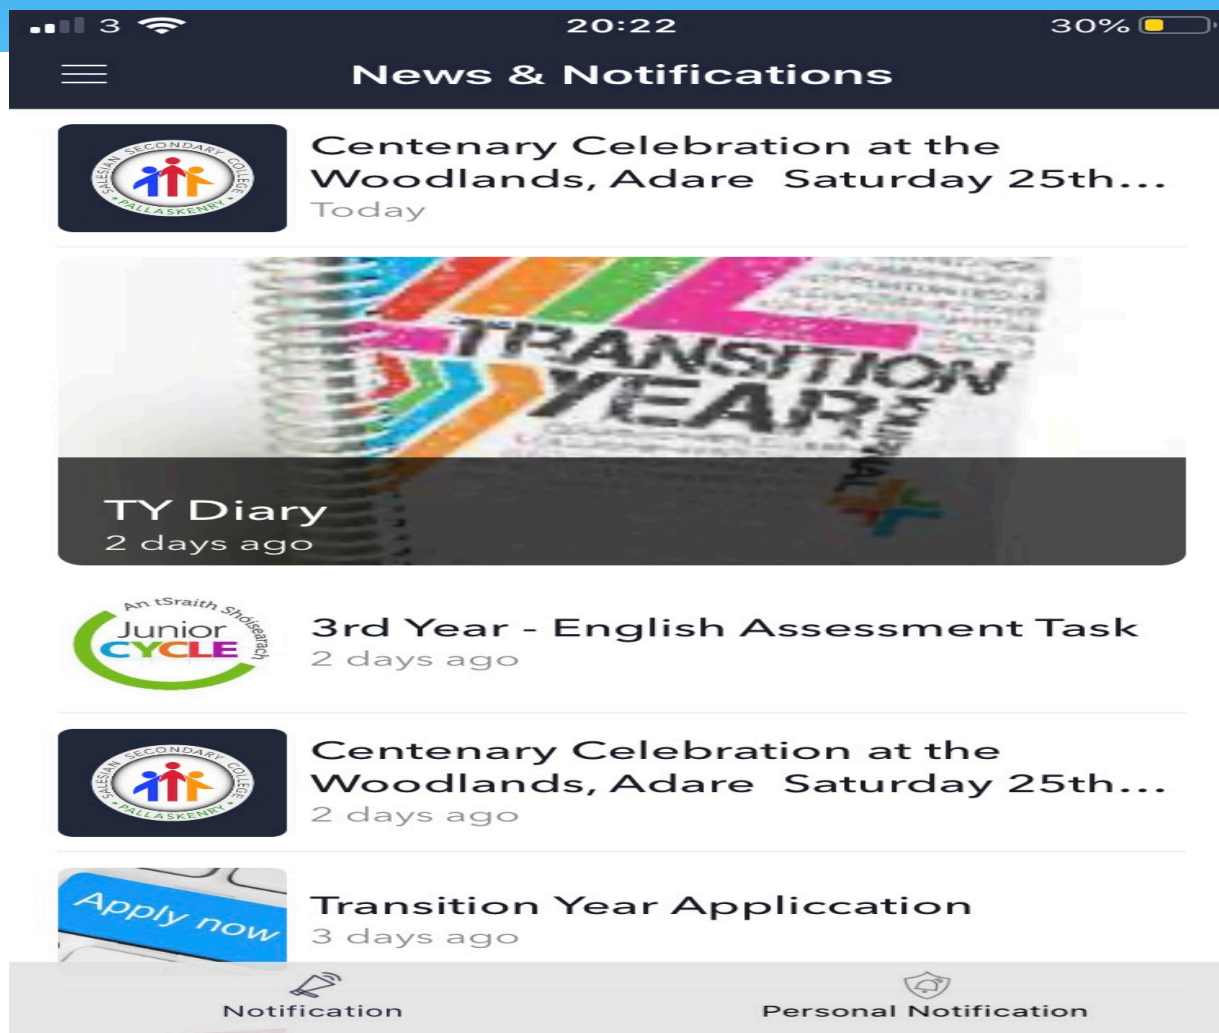 3 20:22 30%
News & Notifications
SALESIAN SECONDARY COLLEGE
• PALLASKENRY •
Centenary Celebration at the
Woodlands, Adare Saturday 25th...
Today
TRANSITION
YEAR
JOURNAL
TY Diary
2 days ago
An tSraith Shóisearach
Junior
CYCLE
3rd Year - English Assessment Task
2 days ago
SALESIAN SECONDARY COLLEGE
• PALLASKENRY •
Centenary Celebration at the
Woodlands, Adare Saturday 25th...
2 days ago
Apply now
Transition Year Appliccation
3 days ago
Notification Personal Notification